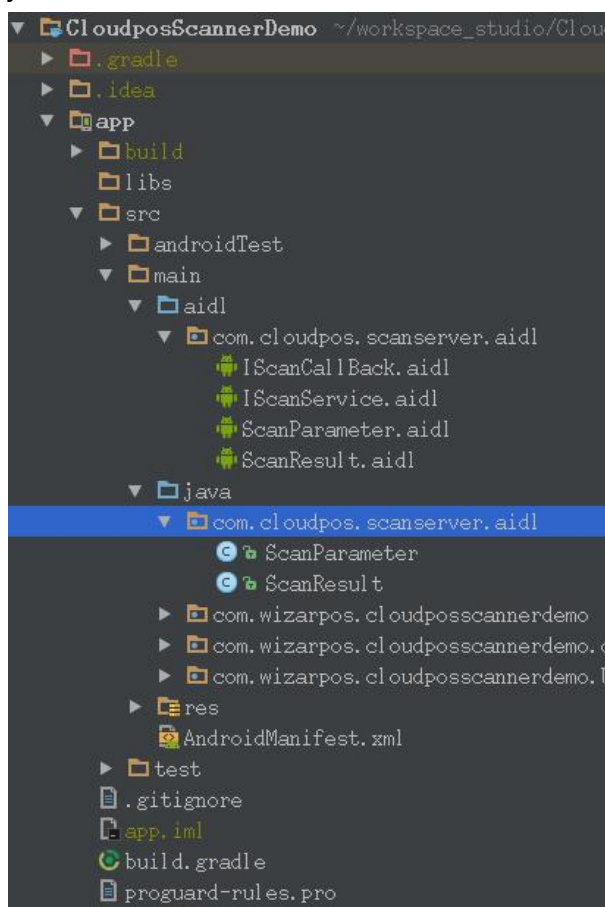 CloudposScannerDemo ~/workspace_studio/Clou
.gradle
.idea
app
build
libs
src
androidTest
main
aidl
com.cloudpos.scanserver.aidl
IScanCallBack.aidl
IScanService.aidl
ScanParameter.aidl
ScanResult.aidl
java
com.cloudpos.scanserver.aidl
ScanParameter
ScanResult
com.wizarpos.cloudposscannerdemo
com.wizarpos.cloudposscannerdemo.
com.wizarpos.cloudposscannerdemo.
res
AndroidManifest.xml
test
.gitignore
app.iml
build.gradle
proguard-rules.pro